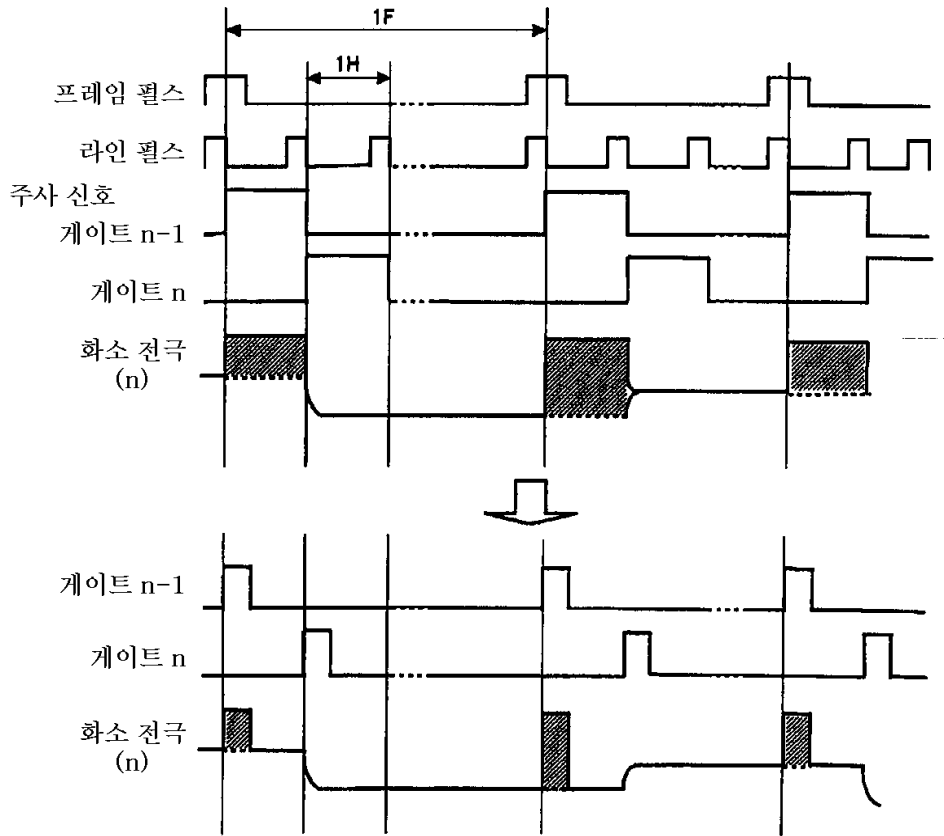 1F
1H
프레임 펄스
라인 펄스
주사 신호
게이트 n-1
게이트 n
화소 전극
(n)
게이트 n-1
게이트 n
화소 전극
(n)